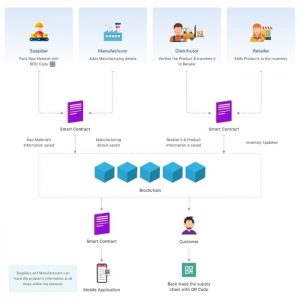 Supplier
Manufacturer
Distributor
Retailer
Pack Raw Material with
RFID Code
Adds Manufacturing details
Verifies the Product & transfers it
to Retailer
Adds Products to the Inventory
Smart Contract
Smart Contract
Raw Materials
Information saved
Manufacturing
details saved
Retailer's & Product
information saved
Inventory Updated
Blockchain
Smart Contract
Customer
Suppliers and Manufacturers can
have the product's information at all
times within the network
Mobile Application
Back trace the supply
chain with QR Code